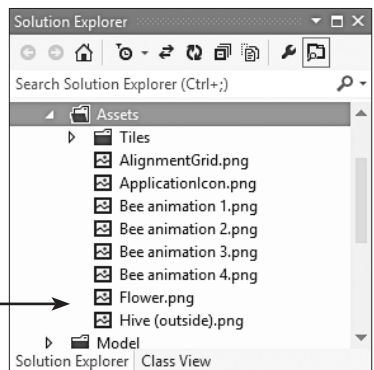 Solution Explorer
Search Solution Explorer (Ctrl+;)
Assets
Tiles
AlignmentGrid.png
ApplicationIcon.png
Bee animation 1.png
Bee animation 2.png
Bee animation 3.png
Bee animation 4.png
Flower.png
Hive (outside).png
Model
Solution Explorer Class View